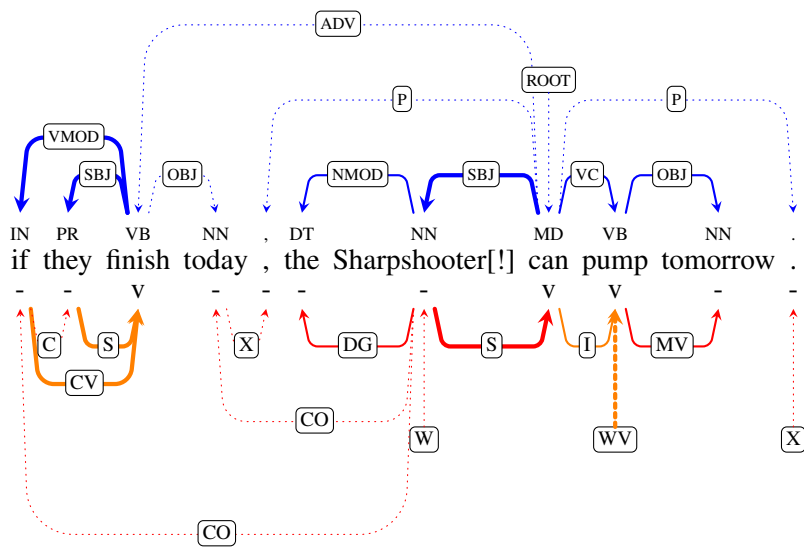 ADV
ROOT
P P
VMOD
SBJ OBJ NMOD SBJ VC OBJ
IN PR VB NN , DT NN MD VB NN .
if they finish today , the Sharpshooter[!] can pump tomorrow .
- - v - - - - v v - -
C S X DG S I MV
CV
CO
W WV X
CO